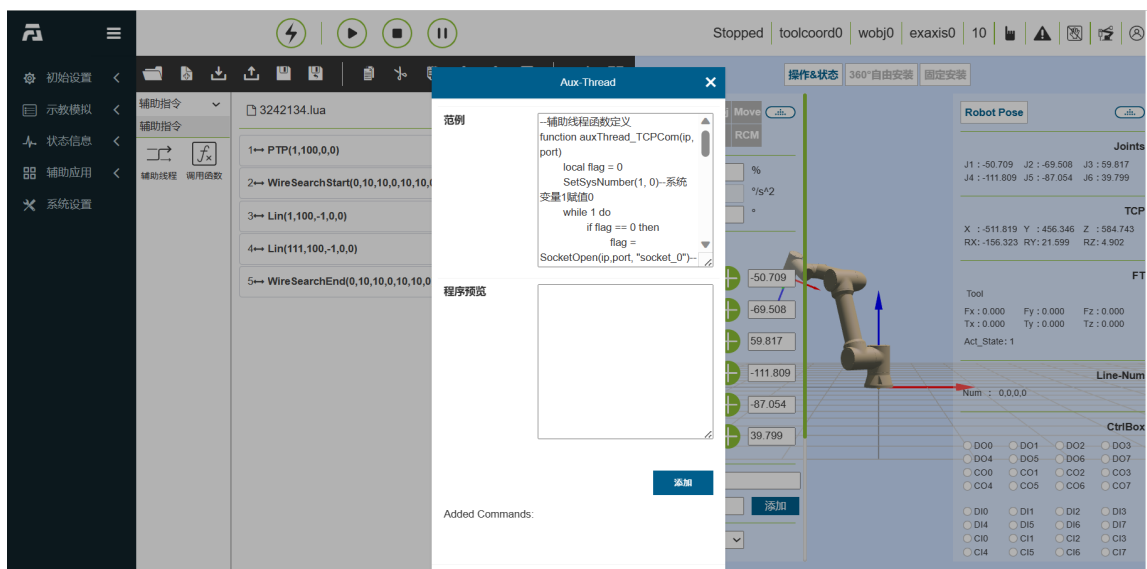 Stopped toolcoord0 wobj0 exaxis0 10
初始设置
示教模拟
状态信息
辅助应用
系统设置
辅助指令
辅助指令
辅助线程 调用函数
3242134.lua
1 PTP(1,100,0,0)
2 WireSearchStart(0,10,10,0,10,10,
3 Lin(1,100,-1,0,0)
4 Lin(111,100,-1,0,0)
5 WireSearchEnd(0,10,10,0,10,10,0
Aux-Thread
范例
--辅助线程函数定义
function auxThread_TCPCom(ip,
port)
local flag = 0
SetSysNumber(1, 0)--系统
变量1赋值0
while 1 do
if flag == 0 then
flag =
SocketOpen(ip,port, "socket_0")--
程序预览
添加
Added Commands:
操作&状态 360°自由安装 固定安装
Move
RCM
%
°/s^2
°
-50.709
-69.508
59.817
-111.809
-87.054
39.799
添加
Robot Pose
Joints
J1 : -50.709 J2 : -69.508 J3 : 59.817
J4 : -111.809 J5 : -87.054 J6 : 39.799
TCP
X : -511.819 Y : 456.346 Z : 584.743
RX: -156.323 RY: 21.599 RZ: 4.902
FT
Tool
Fx : 0.000 Fy : 0.000 Fz : 0.000
Tx : 0.000 Ty : 0.000 Tz : 0.000
Act_State: 1
Line-Num
Num : 0,0,0,0
CtrlBox
DO0 DO1 DO2 DO3
DO4 DO5 DO6 DO7
CO0 CO1 CO2 CO3
CO4 CO5 CO6 CO7
DI0 DI1 DI2 DI3
DI4 DI5 DI6 DI7
CI0 CI1 CI2 CI3
CI4 CI5 CI6 CI7